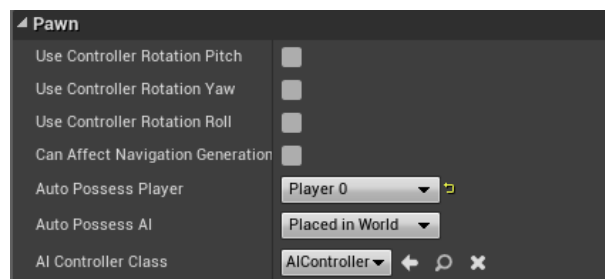 Pawn
Use Controller Rotation Pitch
Use Controller Rotation Yaw
Use Controller Rotation Roll
Can Affect Navigation Generation
Auto Possess Player Player 0
Auto Possess AI Placed in World
AI Controller Class AIController